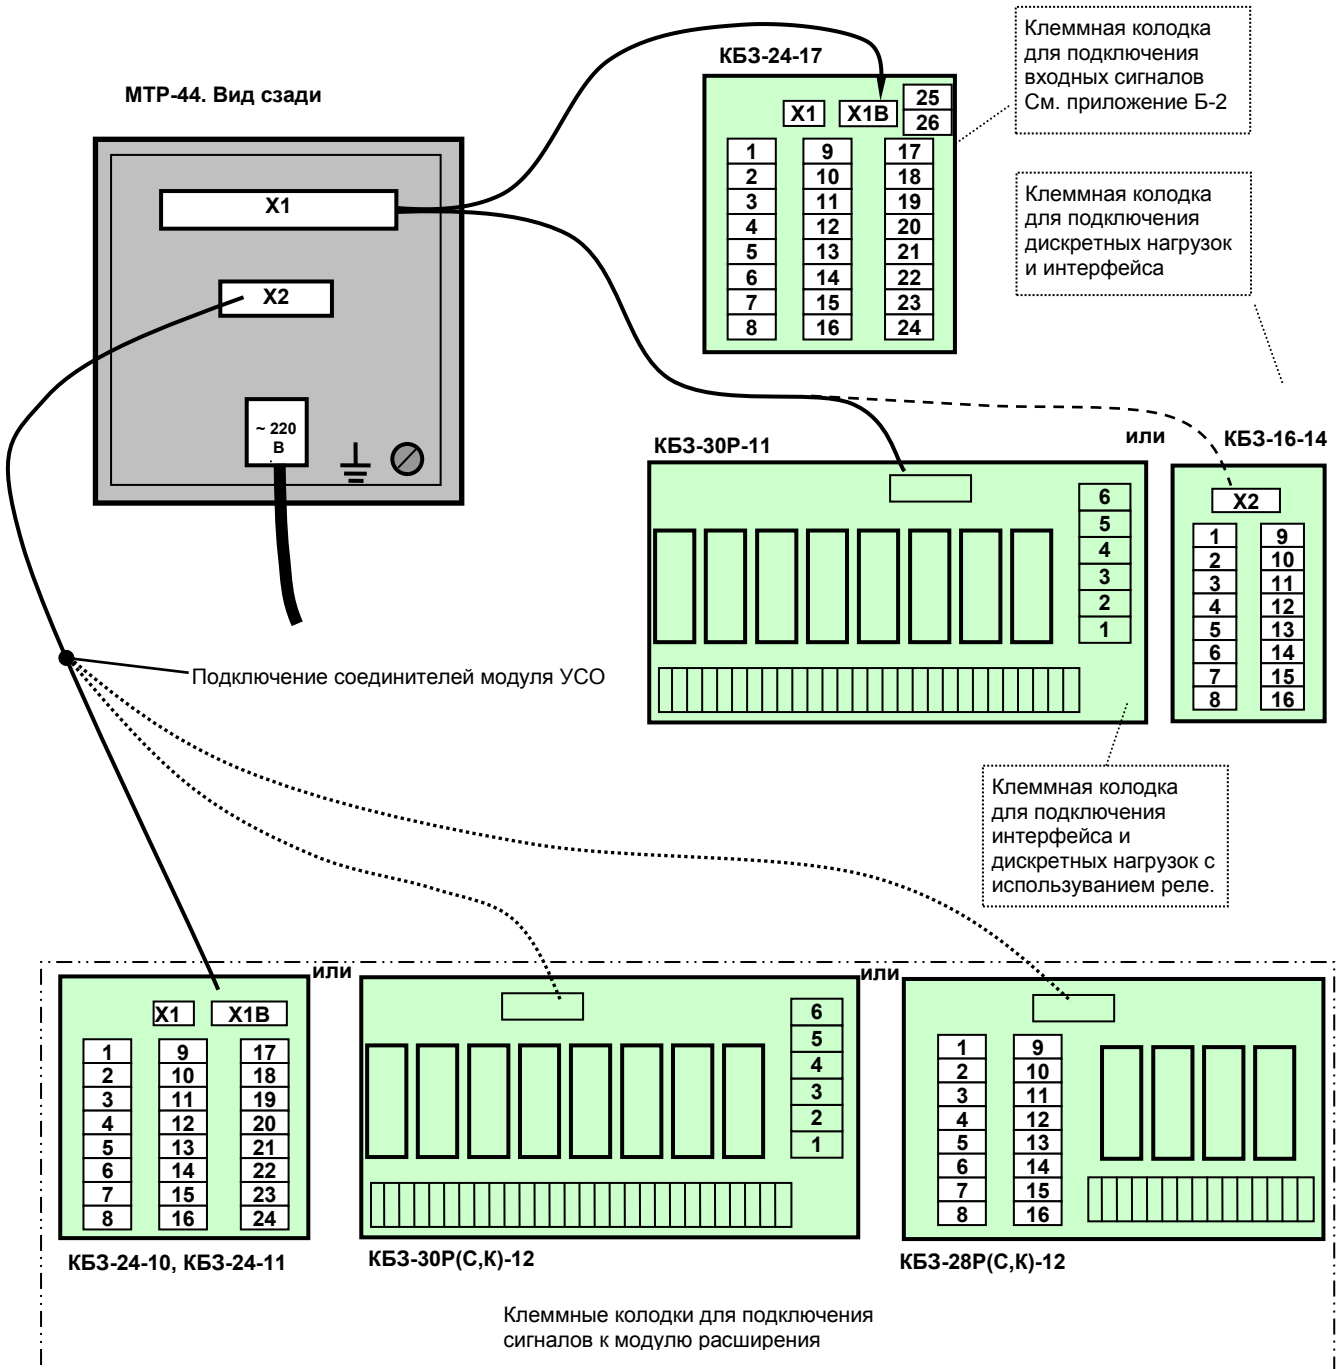 Клеммная колодка
для подключения
входных сигналов
См. приложение Б-2
КБЗ-24-17
МТР-44. Вид сзади
X1
X1B
25
26
1 9 17
2 10 18
3 11 19
4 12 20
5 13 21
6 14 22
7 15 23
8 16 24
Клеммная колодка
для подключения
дискретных нагрузок
и интерфейса
X1
X2
~ 220
В
КБЗ-30Р-11
или
КБЗ-16-14
6
5
4
3
2
1
X2
1 9
2 10
3 11
4 12
5 13
6 14
7 15
8 16
Подключение соединителей модуля УСО
Клеммная колодка
для подключения
интерфейса и
дискретных нагрузок с
используванием реле.
или
или
X1
X1B
1 9 17
2 10 18
3 11 19
4 12 20
5 13 21
6 14 22
7 15 23
8 16 24
6
5
4
3
2
1
1 9
2 10
3 11
4 12
5 13
6 14
7 15
8 16
КБЗ-24-10, КБЗ-24-11
КБЗ-30Р(С,К)-12
КБЗ-28Р(С,К)-12
Клеммные колодки для подключения
сигналов к модулю расширения